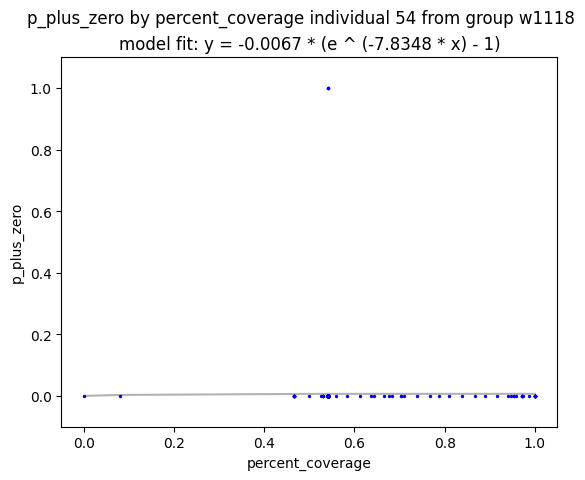 p_plus_zero by percent_coverage individual 54 from group w1118
model fit: y = -0.0067 * (e ^ (-7.8348 * x) - 1)
1.0
0.8
0.6
0.4
0.2
0.0
p_plus_zero
0.0 0.2 0.4 0.6 0.8 1.0
percent_coverage